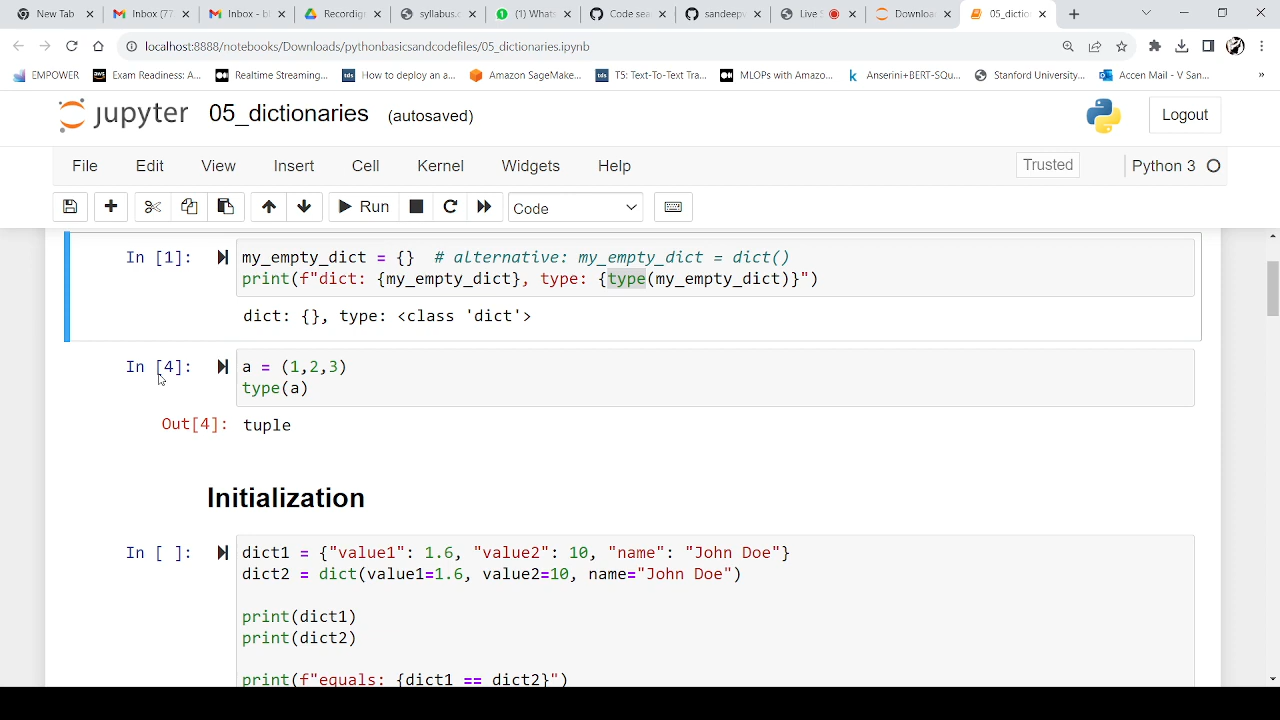 New Tab
Inbox (77
Inbox - bl
Recording
syllabus.c
(1) Whats
Code sea
sandeepu
Live S
Downloa
05_diction
localhost:8888/notebooks/Downloads/pythonbasicsandcodefiles/05_dictionaries.ipynb
EMPOWER
Exam Readiness: A...
Realtime Streaming...
How to deploy an a...
Amazon SageMake...
T5: Text-To-Text Tra...
MLOPs with Amazo...
Anserini+BERT-SQu...
Stanford University...
Accen Mail - V San...
»
jupyter 05_dictionaries (autosaved)
Logout
File Edit View Insert Cell Kernel Widgets Help
Trusted
Python 3
Run
Code
In [1]:
my_empty_dict = {} # alternative: my_empty_dict = dict()
print(f"dict: {my_empty_dict}, type: {type(my_empty_dict)}")
dict: {}, type: <class 'dict'>
In [4]:
a = (1,2,3)
type(a)
Out[4]: tuple
Initialization
In [ ]:
dict1 = {"value1": 1.6, "value2": 10, "name": "John Doe"}
dict2 = dict(value1=1.6, value2=10, name="John Doe")
print(dict1)
print(dict2)
print(f"equals: {dict1 == dict2}")